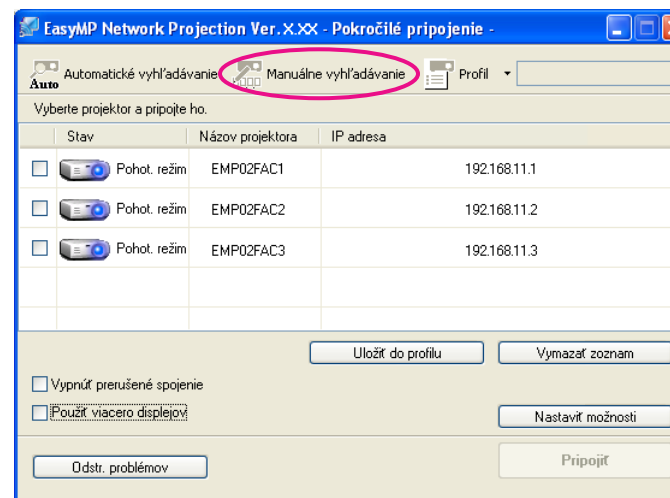 EasyMP Network Projection Ver.X.XX - Pokročilé pripojenie -
Auto Automatické vyhľadávanie Manuálne vyhľadávanie Profil
Vyberte projektor a pripojte ho.
Stav Názov projektora IP adresa
Pohot. režim EMP02FAC1 192.168.11.1
Pohot. režim EMP02FAC2 192.168.11.2
Pohot. režim EMP02FAC3 192.168.11.3
Uložiť do profilu Vymazať zoznam
Vypnúť prerušené spojenie
Použiť viacero displejov
Nastaviť možnosti
Odstr. problémov Pripojiť